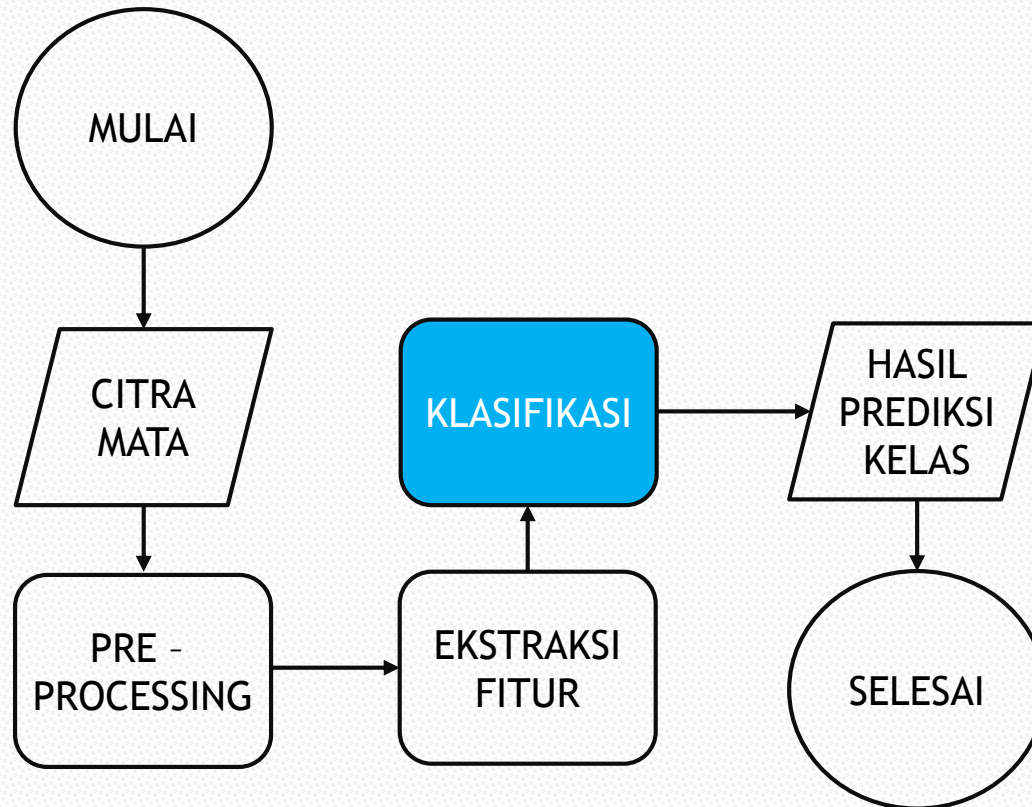 MULAI
CITRA
MATA
PRE –
PROCESSING
EKSTRAKSI
FITUR
KLASIFIKASI
HASIL
PREDIKSI
KELAS
SELESAI